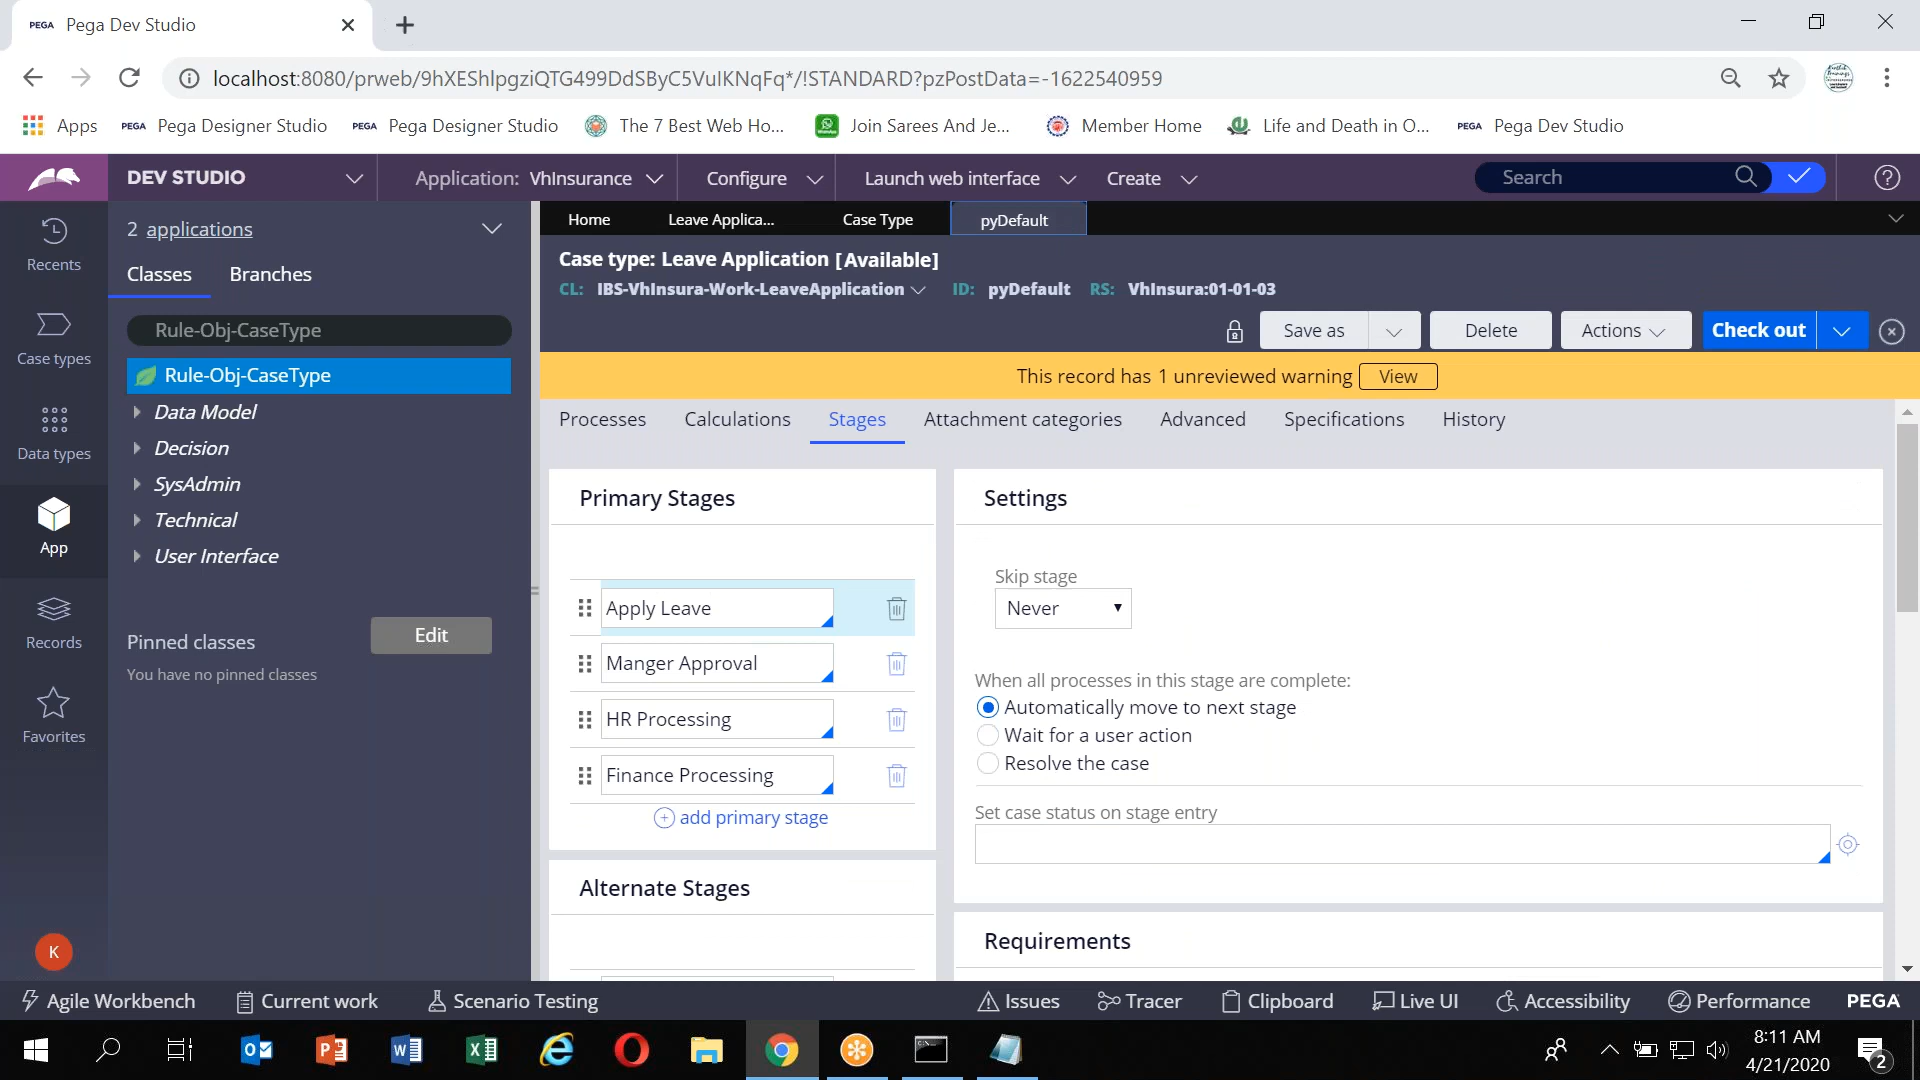 PEGA Pega Dev Studio
localhost:8080/prweb/9hXEShlpgziQTG499DdSByC5VuIKNqFq*/!STANDARD?pzPostData=-1622540959
Apps PEGA Pega Designer Studio PEGA Pega Designer Studio The 7 Best Web Ho... Join Sarees And Je... Member Home Life and Death in O... PEGA Pega Dev Studio
DEV STUDIO Application: VhInsurance Configure Launch web interface Create Search
Recents
Case types
Data types
App
Records
Favorites
K
2 applications
Classes Branches
Rule-Obj-CaseType
Rule-Obj-CaseType
Data Model
Decision
SysAdmin
Technical
User Interface
Pinned classes Edit
You have no pinned classes
Home Leave Applica... Case Type pyDefault
Case type: Leave Application [Available]
CL: IBS-VhInsura-Work-LeaveApplication ID: pyDefault RS: VhInsura:01-01-03
Save as Delete Actions Check out
This record has 1 unreviewed warning View
Processes Calculations Stages Attachment categories Advanced Specifications History
Primary Stages
Apply Leave
Manger Approval
HR Processing
Finance Processing
add primary stage
Alternate Stages
Settings
Skip stage
Never
When all processes in this stage are complete:
Automatically move to next stage
Wait for a user action
Resolve the case
Set case status on stage entry
Requirements
Agile Workbench Current work Scenario Testing Issues Tracer Clipboard Live UI Accessibility Performance PEGA
8:11 AM
4/21/2020
2